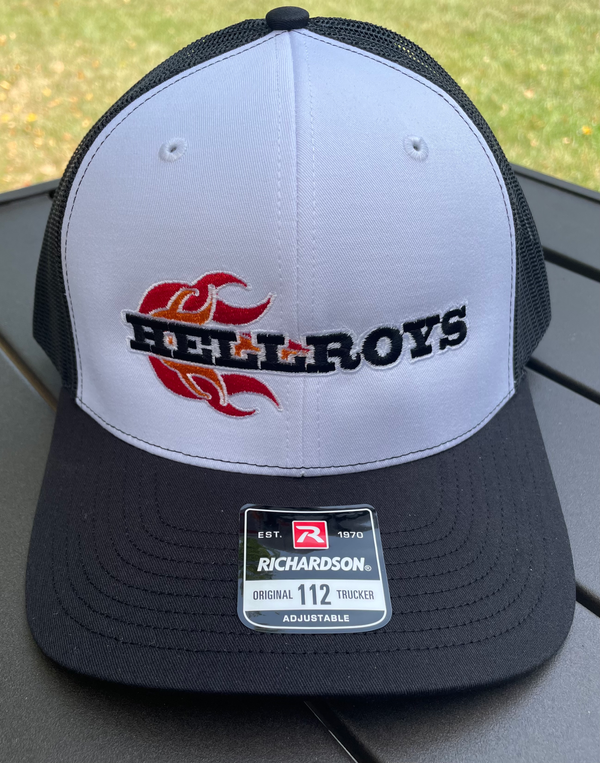 HELLROYS
EST. R 1970
RICHARDSON®
ORIGINAL 112 TRUCKER
ADJUSTABLE